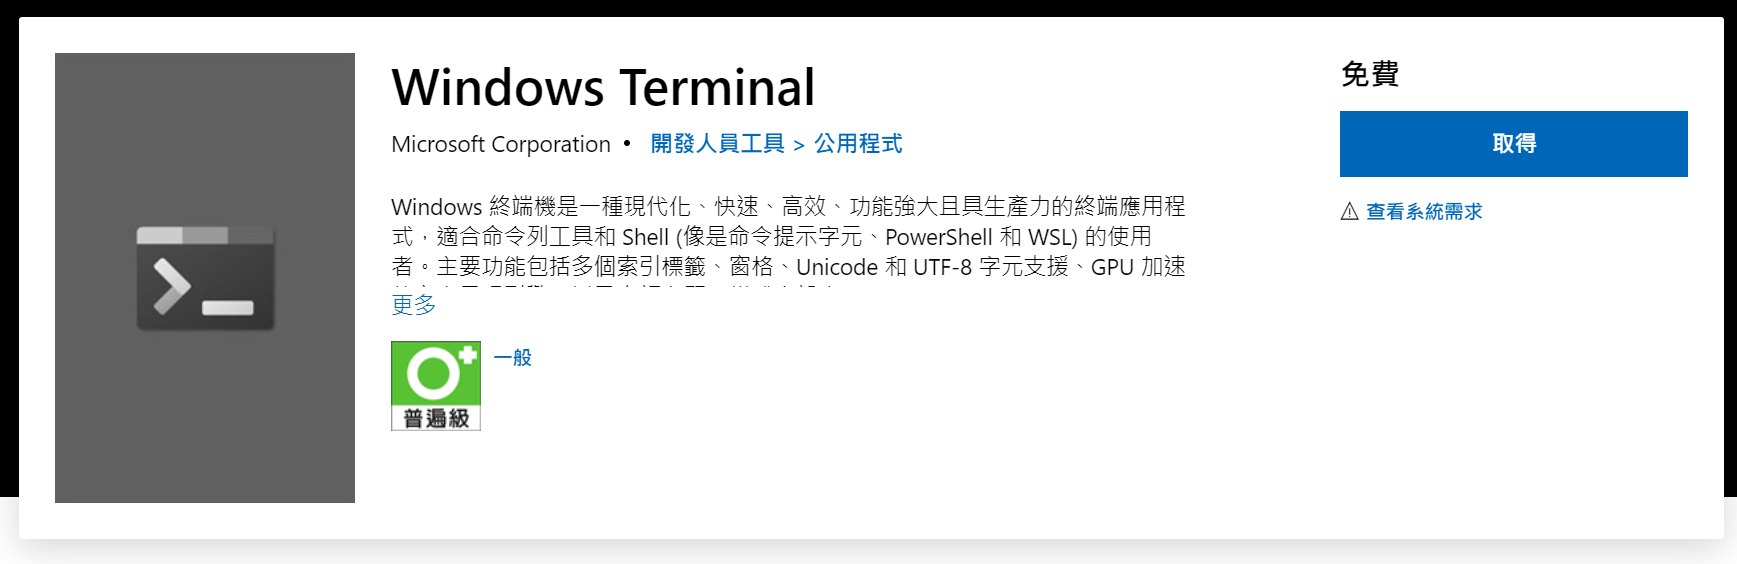 Windows Terminal
Microsoft Corporation • 開發人員工具 > 公用程式
Windows 終端機是一種現代化、快速、高效、功能強大且具生產力的終端應用程
式，適合命令列工具和 Shell (像是命令提示字元、PowerShell 和 WSL) 的使用
者。主要功能包括多個索引標籤、窗格、Unicode 和 UTF-8 字元支援、GPU 加速
更多
普遍級
一般
免費
取得
查看系統需求